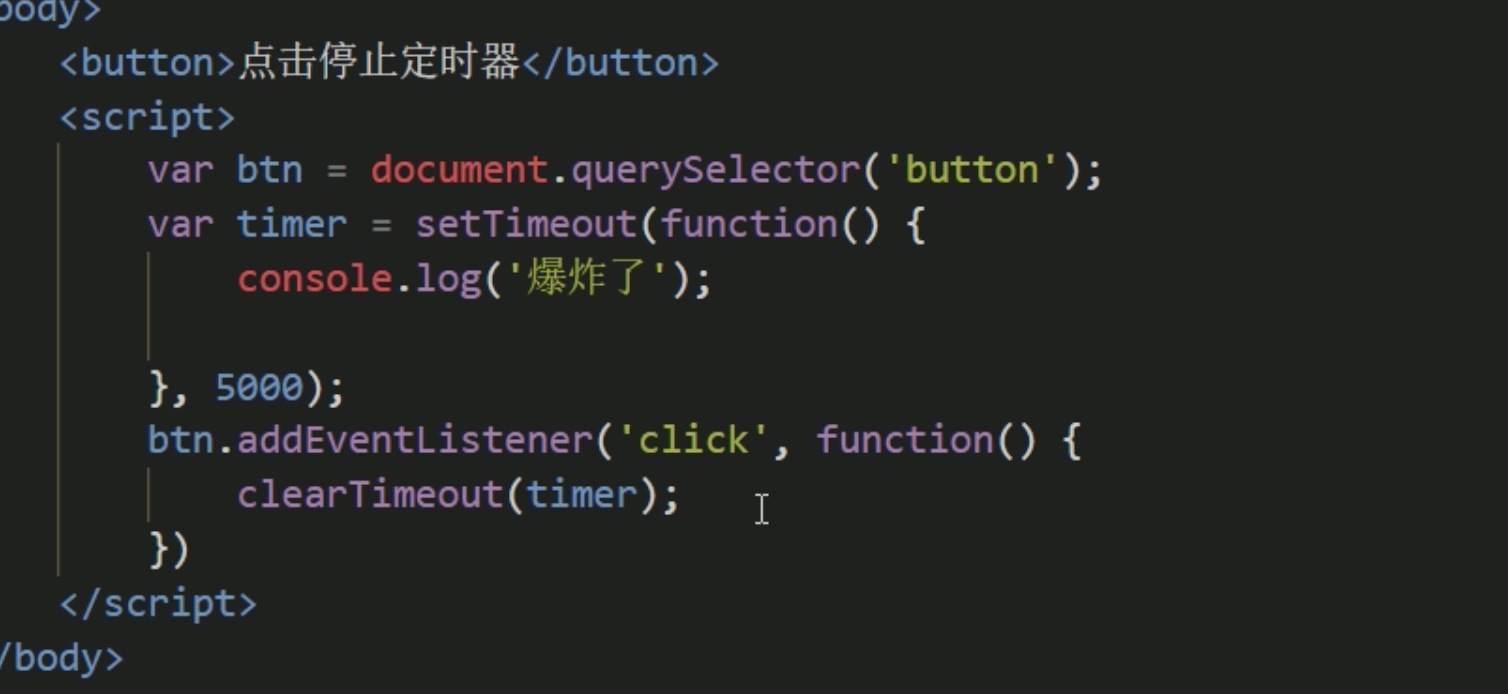 body>
<button>点击停止定时器</button>
<script>
var btn = document.querySelector('button');
var timer = setTimeout(function() {
console.log('爆炸了');
}, 5000);
btn.addEventListener('click', function() {
clearTimeout(timer);
})
</script>
/body>